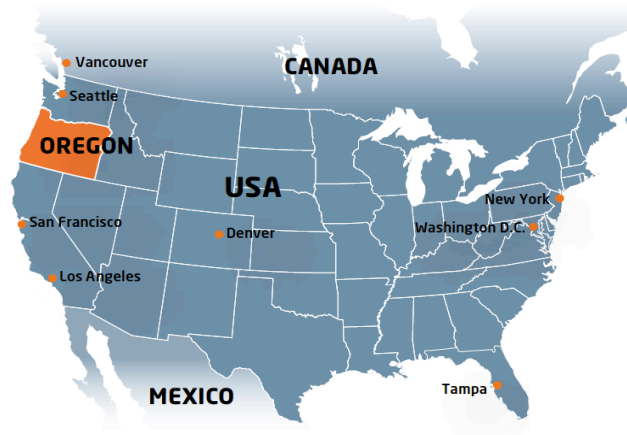 Vancouver
CANADA
Seattle
OREGON
USA
New York
San Francisco
Washington D.C.
Denver
Los Angeles
MEXICO
Tampa